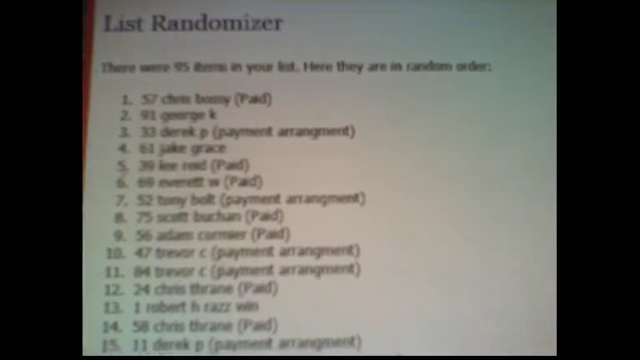 List Randomizer
There were 95 items in your list. Here they are in random order:
1. 57 chris bossy (Paid)
2. 91 george k
3. 33 derek p (payment arrangment)
4. 61 jake grace
5. 39 lee reid (Paid)
6. 69 everett w (Paid)
7. 52 tony bolt (payment arrangment)
8. 75 scott buchan (Paid)
9. 56 adam cormier (Paid)
10. 47 trevor c (payment arrangment)
11. 84 trevor c (payment arrangment)
12. 24 chris thrane (Paid)
13. 1 robert h razz win
14. 58 chris thrane (Paid)
15. 11 derek p (payment arrangment)